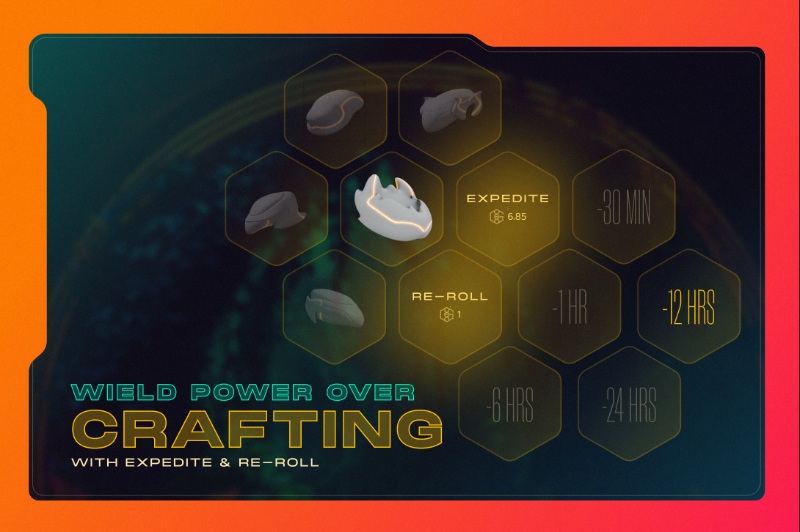 EXPEDITE
6.85
-30 MIN
RE-ROLL
1
-1 HR
-12 HRS
-6 HRS
-24 HRS
WIELD POWER OVER
CRAFTING
WITH EXPEDITE & RE-ROLL